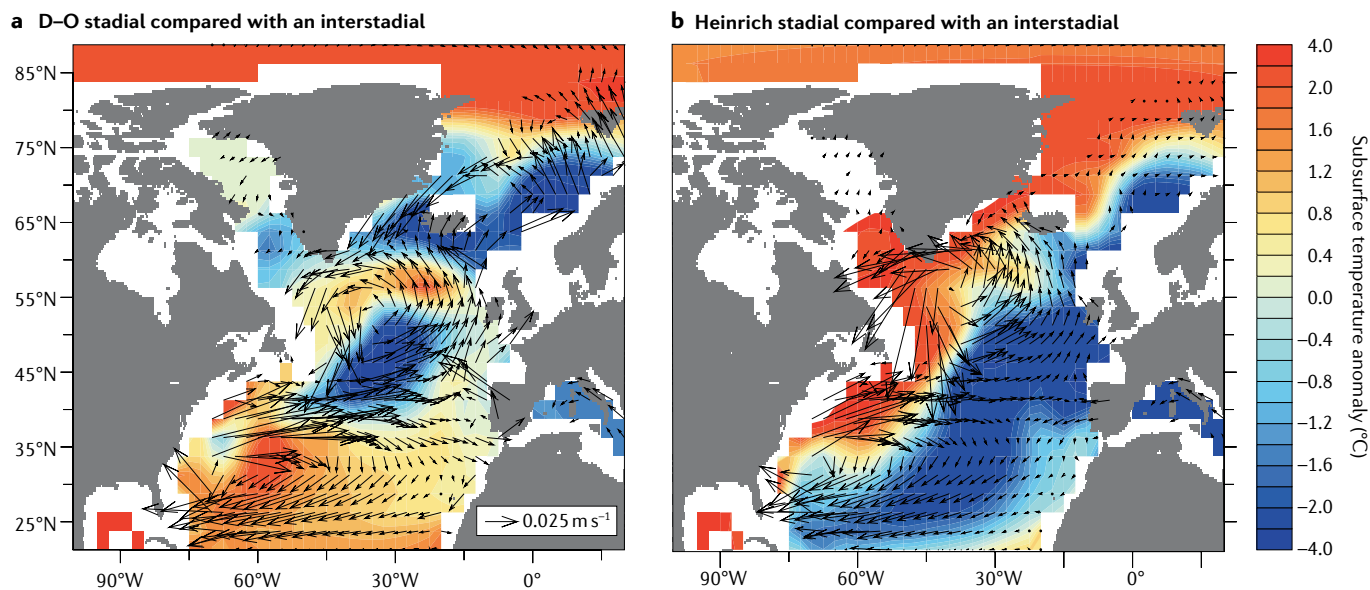 a D–O stadial compared with an interstadial
b Heinrich stadial compared with an interstadial
85°N
75°N
65°N
55°N
45°N
35°N
25°N
0.025 m s⁻¹
90°W
60°W
30°W
0°
90°W
60°W
30°W
0°
4.0
2.0
1.6
1.2
0.8
0.4
0.0
–0.4
–0.8
–1.2
–1.6
–2.0
–4.0
Subsurface temperature anomaly (°C)